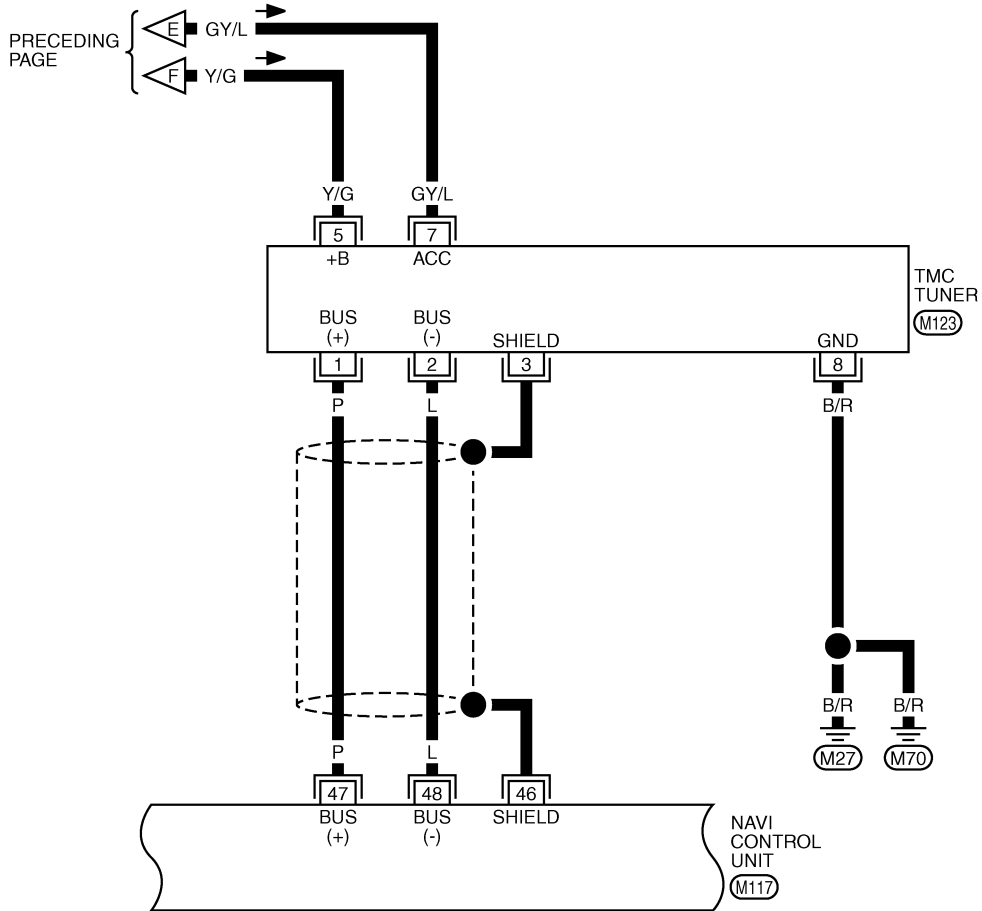 PRECEDING
PAGE
E GY/L
F Y/G
Y/G GY/L
5 7
+B ACC
BUS
(+)
BUS
(-)
SHIELD
GND
TMC
TUNER
M123
1 2 3 8
P L B/R
B/R B/R
M27 M70
P L
47 48 46
BUS
(+)
BUS
(-)
SHIELD
NAVI
CONTROL
UNIT
M117